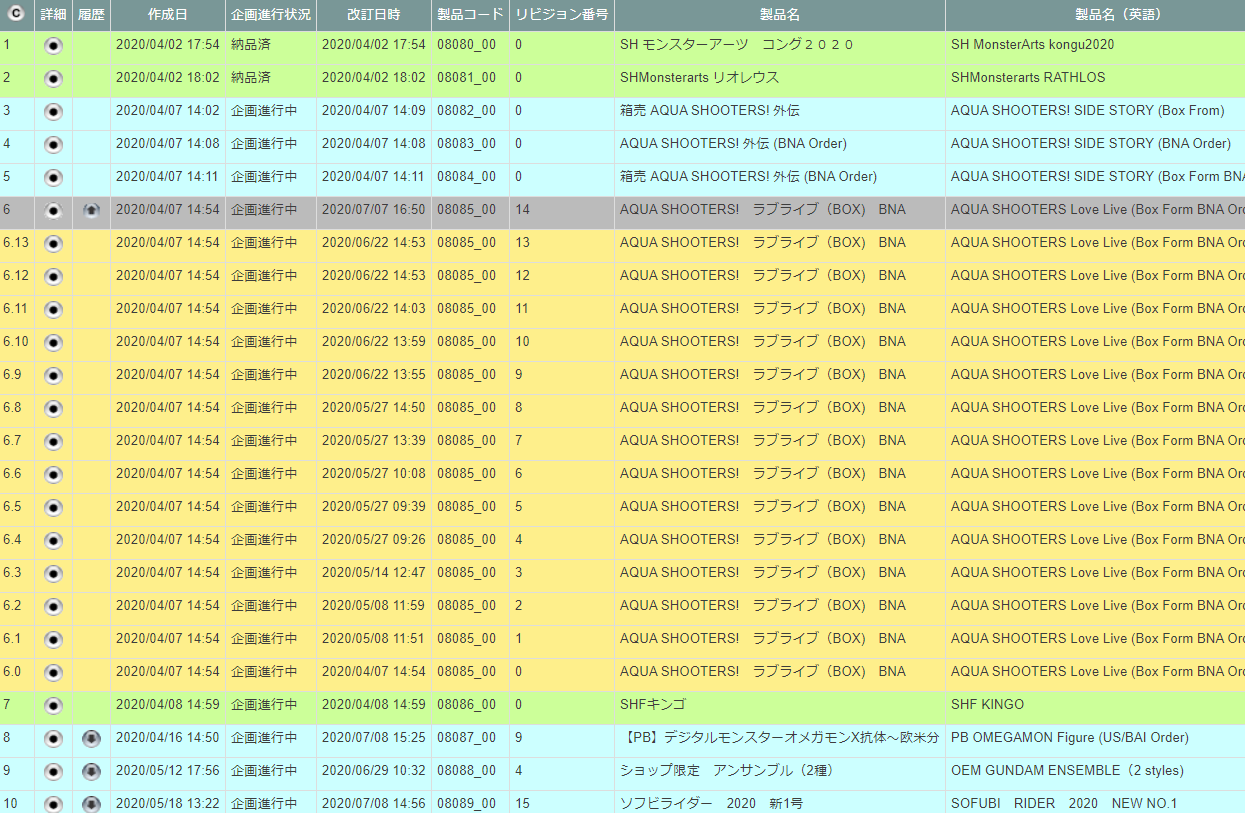 C 詳細 履歴 作成日 企画進行状況 改訂日時 製品コード リビジョン番号 製品名 製品名（英語）
1 2020/04/02 17:54 納品済 2020/04/02 17:54 08080_00 0 SH モンスターアーツ　コング２０２０ SH MonsterArts kongu2020
2 2020/04/02 18:02 納品済 2020/04/02 18:02 08081_00 0 SHMonsterarts リオレウス SHMonsterarts RATHLOS
3 2020/04/07 14:02 企画進行中 2020/04/07 14:09 08082_00 0 箱売 AQUA SHOOTERS! 外伝 AQUA SHOOTERS! SIDE STORY (Box From)
4 2020/04/07 14:08 企画進行中 2020/04/07 14:08 08083_00 0 AQUA SHOOTERS! 外伝 (BNA Order) AQUA SHOOTERS! SIDE STORY (BNA Order)
5 2020/04/07 14:11 企画進行中 2020/04/07 14:11 08084_00 0 箱売 AQUA SHOOTERS! 外伝 (BNA Order) AQUA SHOOTERS! SIDE STORY (Box Form BNA
6 2020/04/07 14:54 企画進行中 2020/07/07 16:50 08085_00 14 AQUA SHOOTERS!　ラブライブ（BOX）　BNA AQUA SHOOTERS Love Live (Box Form BNA Ord
6.13 2020/04/07 14:54 企画進行中 2020/06/22 14:53 08085_00 13 AQUA SHOOTERS!　ラブライブ（BOX）　BNA AQUA SHOOTERS Love Live (Box Form BNA Ord
6.12 2020/04/07 14:54 企画進行中 2020/06/22 14:53 08085_00 12 AQUA SHOOTERS!　ラブライブ（BOX）　BNA AQUA SHOOTERS Love Live (Box Form BNA Ord
6.11 2020/04/07 14:54 企画進行中 2020/06/22 14:03 08085_00 11 AQUA SHOOTERS!　ラブライブ（BOX）　BNA AQUA SHOOTERS Love Live (Box Form BNA Ord
6.10 2020/04/07 14:54 企画進行中 2020/06/22 13:59 08085_00 10 AQUA SHOOTERS!　ラブライブ（BOX）　BNA AQUA SHOOTERS Love Live (Box Form BNA Ord
6.9 2020/04/07 14:54 企画進行中 2020/06/22 13:55 08085_00 9 AQUA SHOOTERS!　ラブライブ（BOX）　BNA AQUA SHOOTERS Love Live (Box Form BNA Ord
6.8 2020/04/07 14:54 企画進行中 2020/05/27 14:50 08085_00 8 AQUA SHOOTERS!　ラブライブ（BOX）　BNA AQUA SHOOTERS Love Live (Box Form BNA Ord
6.7 2020/04/07 14:54 企画進行中 2020/05/27 13:39 08085_00 7 AQUA SHOOTERS!　ラブライブ（BOX）　BNA AQUA SHOOTERS Love Live (Box Form BNA Ord
6.6 2020/04/07 14:54 企画進行中 2020/05/27 10:08 08085_00 6 AQUA SHOOTERS!　ラブライブ（BOX）　BNA AQUA SHOOTERS Love Live (Box Form BNA Ord
6.5 2020/04/07 14:54 企画進行中 2020/05/27 09:39 08085_00 5 AQUA SHOOTERS!　ラブライブ（BOX）　BNA AQUA SHOOTERS Love Live (Box Form BNA Ord
6.4 2020/04/07 14:54 企画進行中 2020/05/27 09:26 08085_00 4 AQUA SHOOTERS!　ラブライブ（BOX）　BNA AQUA SHOOTERS Love Live (Box Form BNA Ord
6.3 2020/04/07 14:54 企画進行中 2020/05/14 12:47 08085_00 3 AQUA SHOOTERS!　ラブライブ（BOX）　BNA AQUA SHOOTERS Love Live (Box Form BNA Ord
6.2 2020/04/07 14:54 企画進行中 2020/05/08 11:59 08085_00 2 AQUA SHOOTERS!　ラブライブ（BOX）　BNA AQUA SHOOTERS Love Live (Box Form BNA Ord
6.1 2020/04/07 14:54 企画進行中 2020/05/08 11:51 08085_00 1 AQUA SHOOTERS!　ラブライブ（BOX）　BNA AQUA SHOOTERS Love Live (Box Form BNA Ord
6.0 2020/04/07 14:54 企画進行中 2020/04/07 14:54 08085_00 0 AQUA SHOOTERS!　ラブライブ（BOX）　BNA AQUA SHOOTERS Love Live (Box Form BNA Ord
7 2020/04/08 14:59 企画進行中 2020/04/08 14:59 08086_00 0 SHFキンゴ SHF KINGO
8 2020/04/16 14:50 企画進行中 2020/07/08 15:25 08087_00 9 【PB】デジタルモンスターオメガモンX抗体～欧米分 PB OMEGAMON Figure (US/BAI Order)
9 2020/05/12 17:56 企画進行中 2020/06/29 10:32 08088_00 4 ショップ限定　アンサンブル（2種） OEM GUNDAM ENSEMBLE（2 styles)
10 2020/05/18 13:22 企画進行中 2020/07/08 14:56 08089_00 15 ソフビライダー　2020　新1号 SOFUBI　RIDER　2020　NEW NO.1